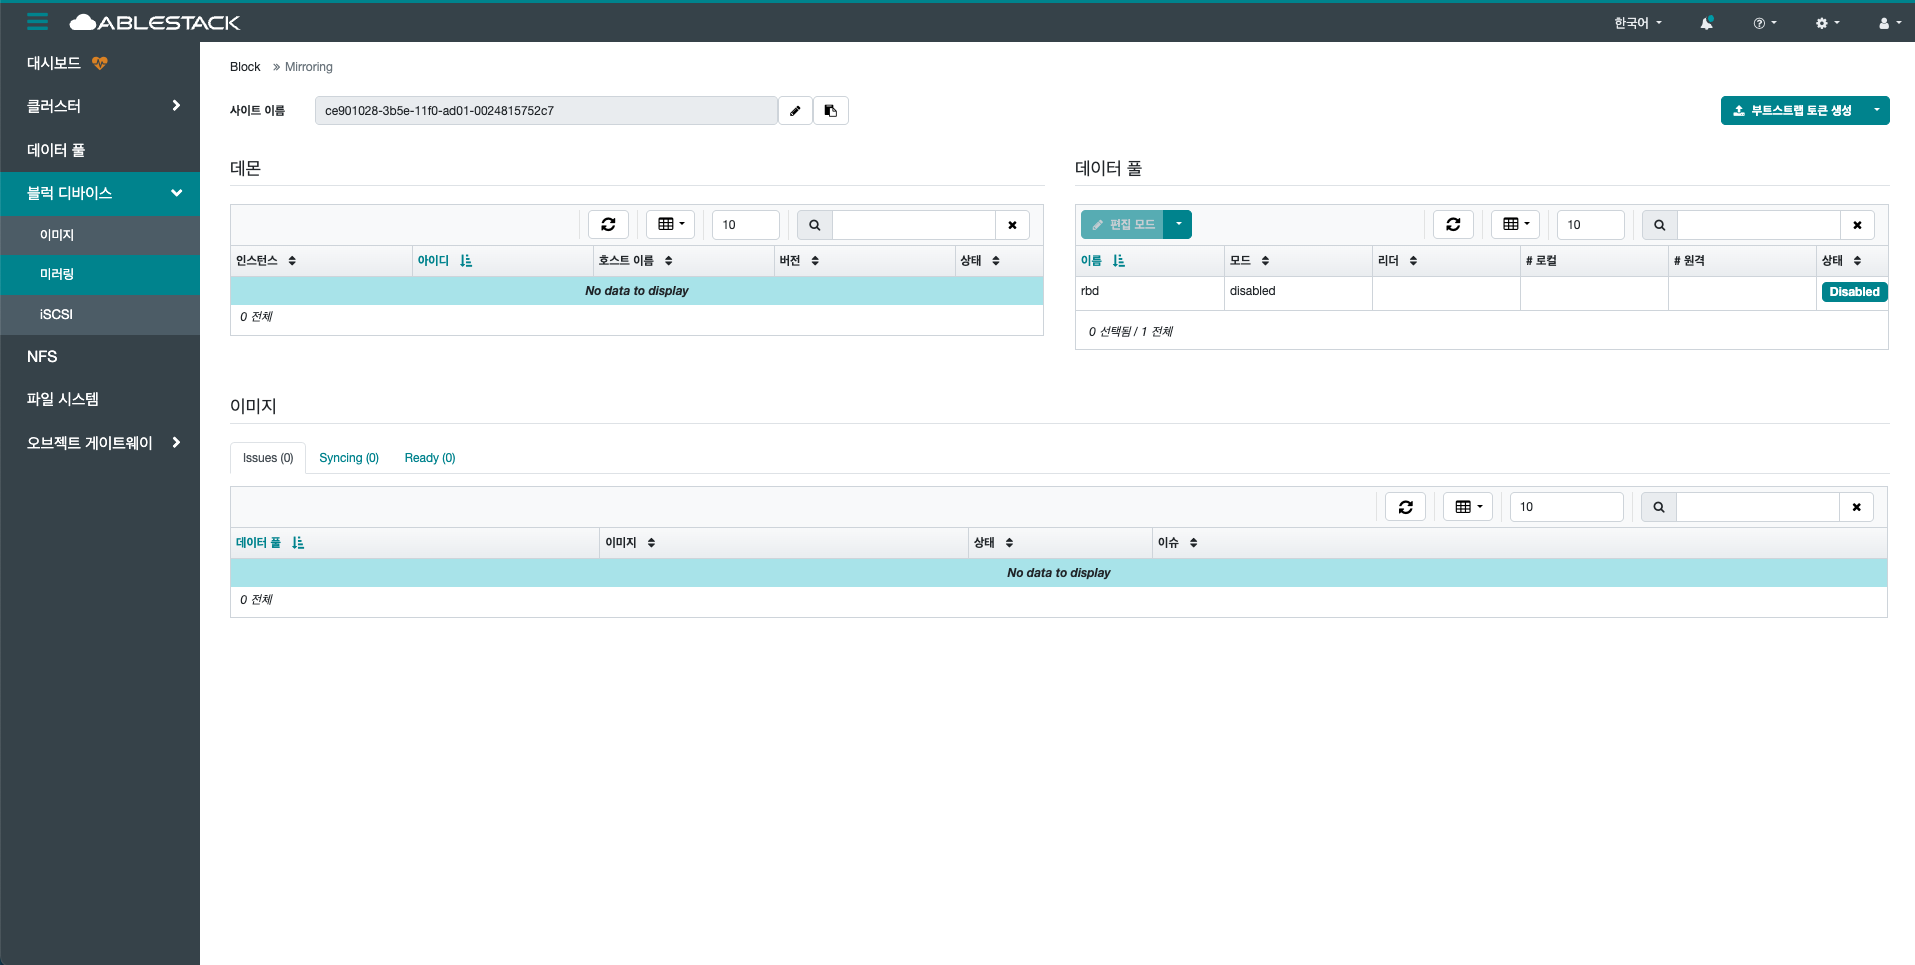 ABLESTACK
한국어
대시보드
클러스터
데이터 풀
블럭 디바이스
이미지
미러링
iSCSI
NFS
파일 시스템
오브젝트 게이트웨이
Block » Mirroring
사이트 이름 ce901028-3b5e-11f0-ad01-0024815752c7
부트스트랩 토큰 생성
데몬
10
인스턴스 아이디 호스트 이름 버전 상태
No data to display
0 전체
데이터 풀
편집 모드 10
이름 모드 리더 # 로컬 # 원격 상태
rbd disabled Disabled
0 선택됨 / 1 전체
이미지
Issues (0) Syncing (0) Ready (0)
10
데이터 풀 이미지 상태 이슈
No data to display
0 전체